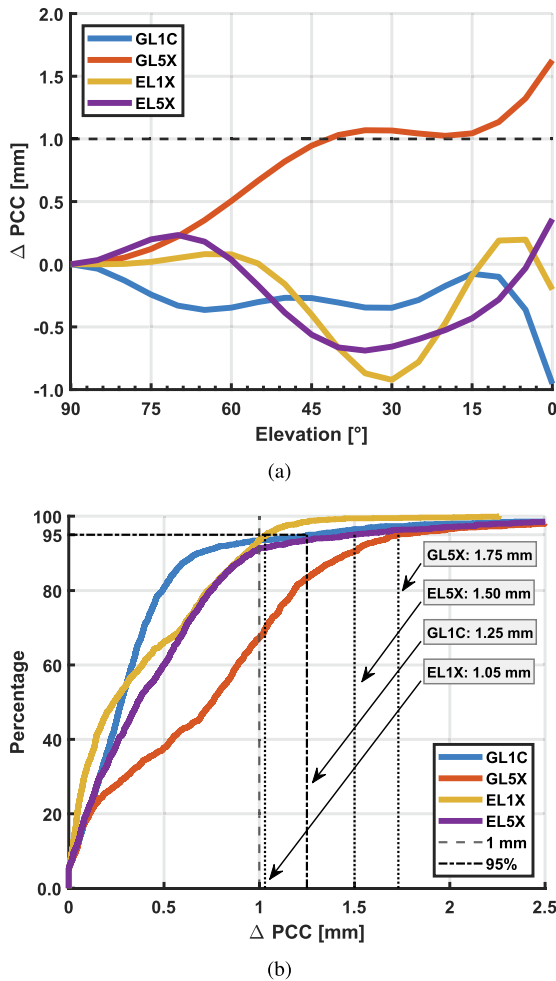 2.0
1.5
1.0
0.5
0.0
-0.5
-1.0
Δ PCC [mm]
GL1C
GL5X
EL1X
EL5X
90 75 60 45 30 15 0
Elevation [°]
(a)
100
95
80
60
40
20
0.0
Percentage
GL5X: 1.75 mm
EL5X: 1.50 mm
GL1C: 1.25 mm
EL1X: 1.05 mm
GL1C
GL5X
EL1X
EL5X
1 mm
95%
0 0.5 1 1.5 2 2.5
Δ PCC [mm]
(b)